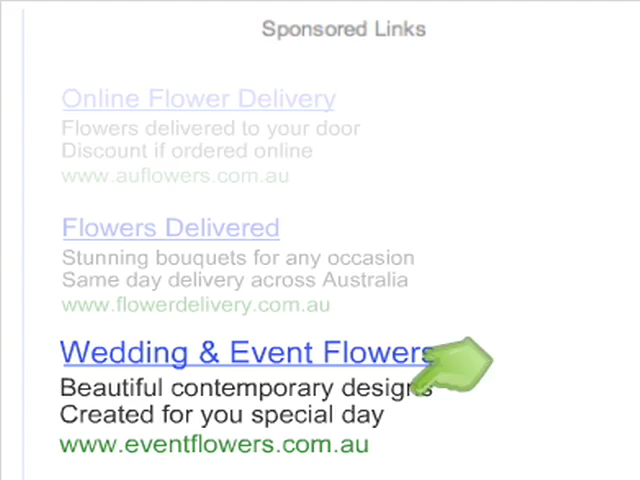 Sponsored Links
Online Flower Delivery
Flowers delivered to your door
Discount if ordered online
www.auflowers.com.au
Flowers Delivered
Stunning bouquets for any occasion
Same day delivery across Australia
www.flowerdelivery.com.au
Wedding & Event Flowers
Beautiful contemporary designs
Created for you special day
www.eventflowers.com.au